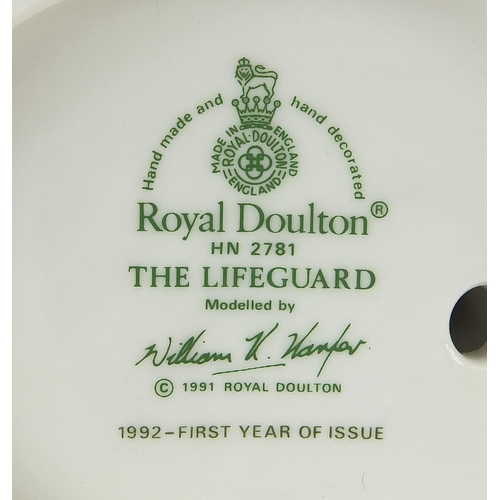 Hand made and hand decorated
MADE IN ENGLAND
ROYAL·DOULTON
ENGLAND
Royal Doulton®
HN 2781
THE LIFEGUARD
Modelled by
William K. Harper
© 1991 ROYAL DOULTON
1992–FIRST YEAR OF ISSUE